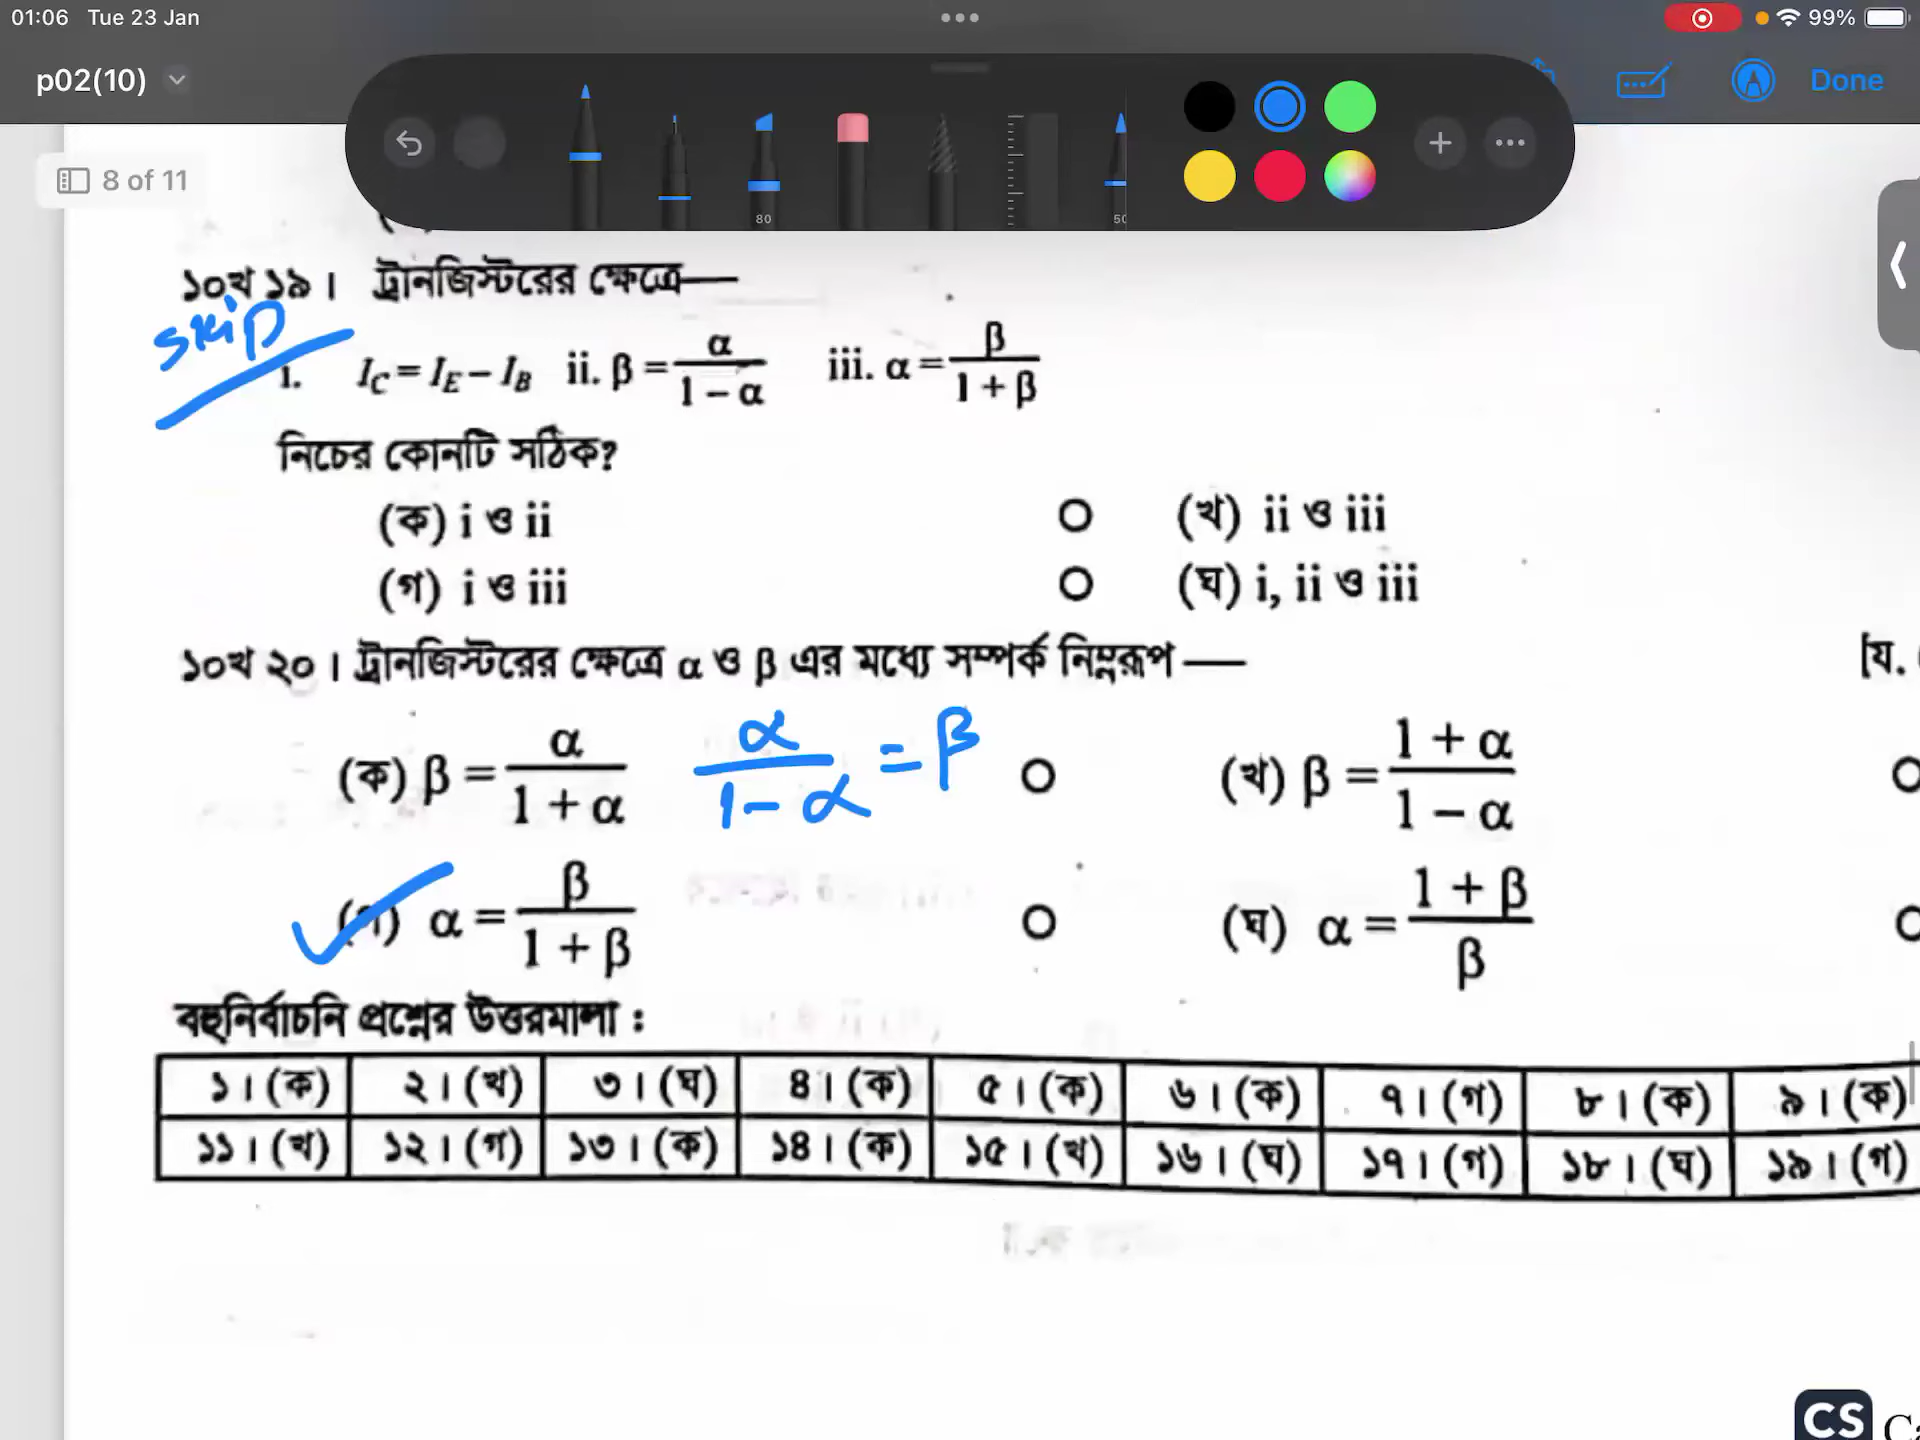 01:06 Tue 23 Jan
99%
p02(10)
Done
8 of 11
80
50
১০খ ১৯। ট্রানজিস্টরের ক্ষেত্রে—
skip
i. I_C = I_E – I_B ii. β = α/(1 – α) iii. α = β/(1 + β)
নিচের কোনটি সঠিক?
(ক) i ও ii
(খ) ii ও iii
(গ) i ও iii
(ঘ) i, ii ও iii
১০খ ২০। ট্রানজিস্টরের ক্ষেত্রে α ও β এর মধ্যে সম্পর্ক নিম্নরূপ —
[য.
(ক) β = α/(1 + α)
α/(1 – α) = β
(খ) β = (1 + α)/(1 – α)
(গ) α = β/(1 + β)
(ঘ) α = (1 + β)/β
বহুনির্বাচনি প্রশ্নের উত্তরমালা :
১। (ক) ২। (খ) ৩। (ঘ) ৪। (ক) ৫। (ক) ৬। (ক) ৭। (গ) ৮। (ক) ৯। (ক)
১১। (খ) ১২। (গ) ১৩। (ক) ১৪। (ক) ১৫। (খ) ১৬। (ঘ) ১৭। (গ) ১৮। (ঘ) ১৯। (গ)
CS